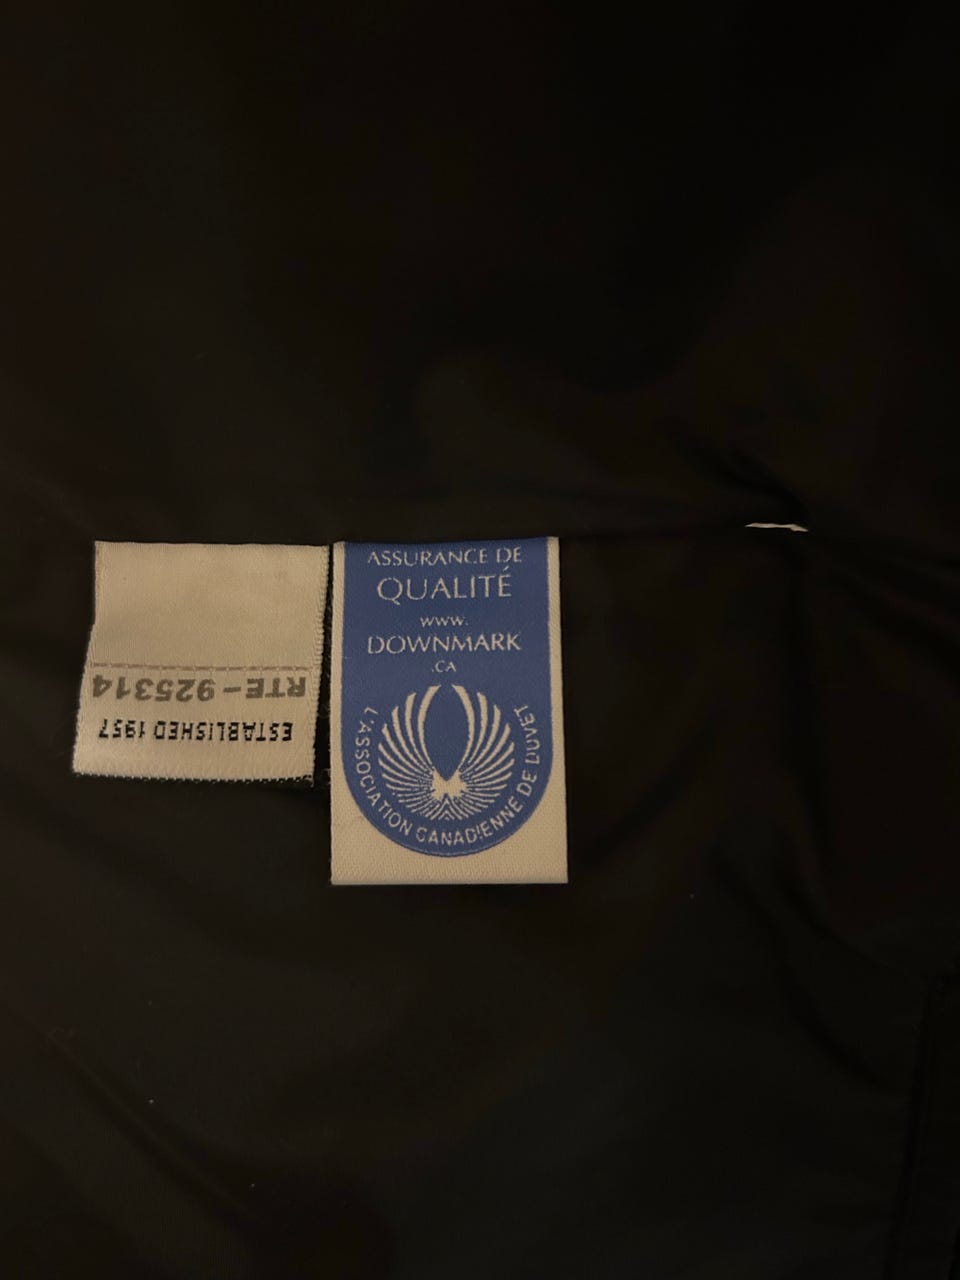 RTE-925314
ESTABLISHED 1957
ASSURANCE DE
QUALITÉ
www.
DOWNMARK
.CA
L'ASSOCIATION CANADIENNE DE DUVET